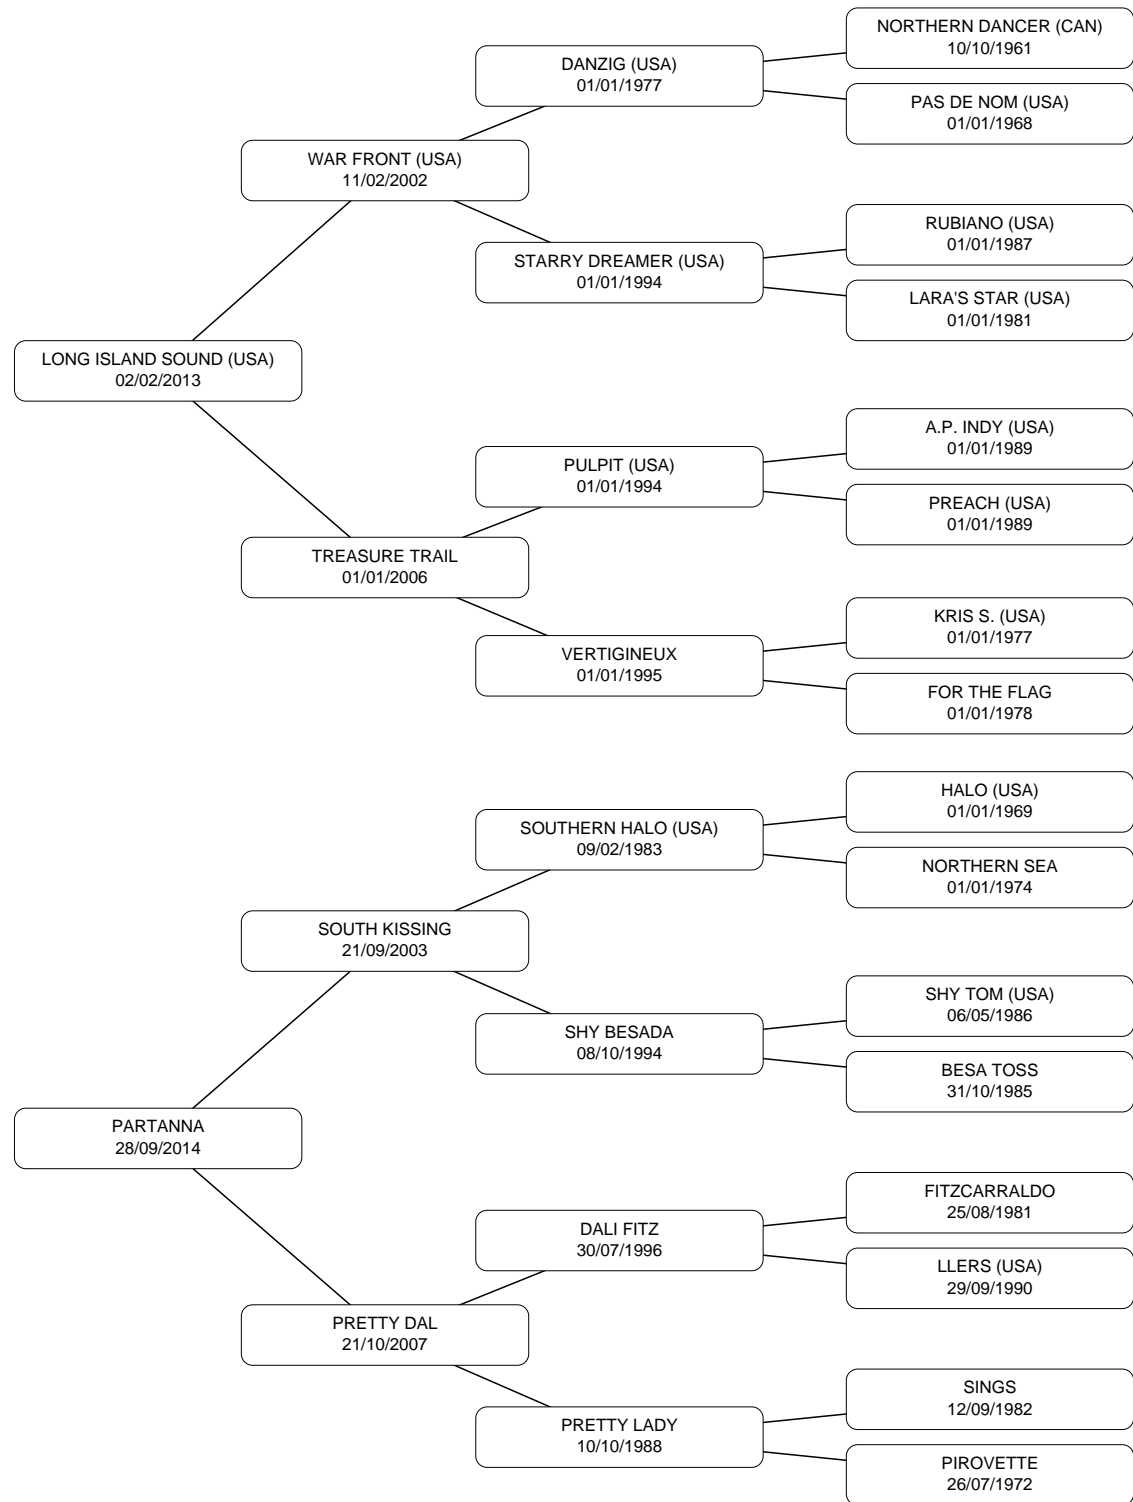 NORTHERN DANCER (CAN)
10/10/1961
DANZIG (USA)
01/01/1977
PAS DE NOM (USA)
01/01/1968
WAR FRONT (USA)
11/02/2002
RUBIANO (USA)
01/01/1987
STARRY DREAMER (USA)
01/01/1994
LARA'S STAR (USA)
01/01/1981
LONG ISLAND SOUND (USA)
02/02/2013
A.P. INDY (USA)
01/01/1989
PULPIT (USA)
01/01/1994
PREACH (USA)
01/01/1989
TREASURE TRAIL
01/01/2006
KRIS S. (USA)
01/01/1977
VERTIGINEUX
01/01/1995
FOR THE FLAG
01/01/1978
HALO (USA)
01/01/1969
SOUTHERN HALO (USA)
09/02/1983
NORTHERN SEA
01/01/1974
SOUTH KISSING
21/09/2003
SHY TOM (USA)
06/05/1986
SHY BESADA
08/10/1994
BESA TOSS
31/10/1985
PARTANNA
28/09/2014
FITZCARRALDO
25/08/1981
DALI FITZ
30/07/1996
LLERS (USA)
29/09/1990
PRETTY DAL
21/10/2007
SINGS
12/09/1982
PRETTY LADY
10/10/1988
PIROVETTE
26/07/1972